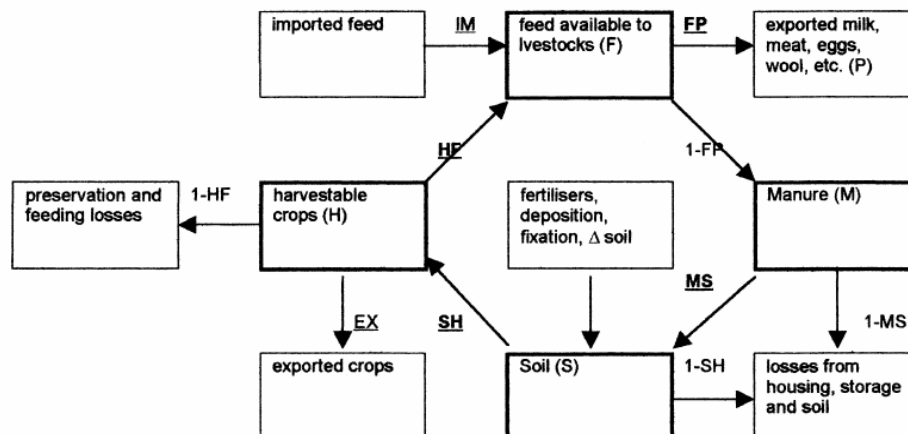 imported feed
IM
feed available to
lvestocks (F)
FP
exported milk,
meat, eggs,
wool, etc. (P)
HF
1-FP
preservation and
feeding losses
1-HF
harvestable
crops (H)
fertilisers,
deposition,
fixation, Δ soil
Manure (M)
EX
SH
MS
1-MS
exported crops
Soil (S)
1-SH
losses from
housing, storage
and soil